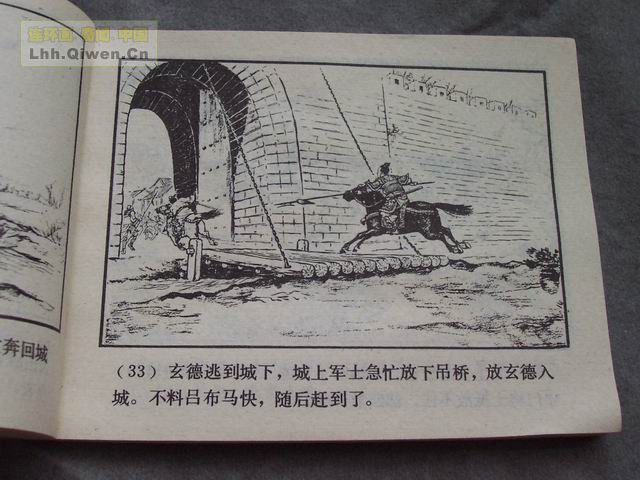 连环画 易闻 中国
Lhh.Qiwen.Cn
奔回城
(33) 玄德逃到城下，城上军士急忙放下吊桥，放玄德入
城。不料吕布马快，随后赶到了。